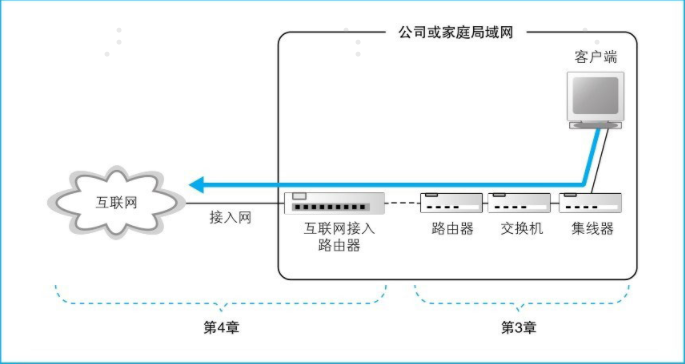 公司或家庭局域网
客户端
互联网
接入网
互联网接入
路由器
路由器
交换机
集线器
第4章
第3章